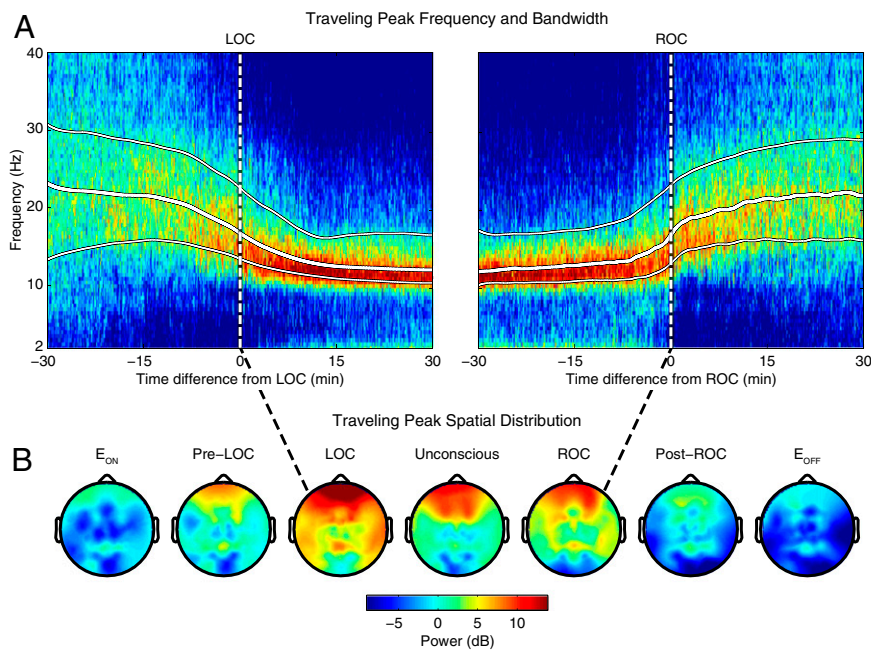 A
Traveling Peak Frequency and Bandwidth
LOC
ROC
Frequency (Hz)
40
30
20
10
2
−30
−15
0
15
30
−30
−15
0
15
30
Time difference from LOC (min)
Time difference from ROC (min)
Traveling Peak Spatial Distribution
B
E_ON
Pre−LOC
LOC
Unconscious
ROC
Post−ROC
E_OFF
−5
0
5
10
Power (dB)